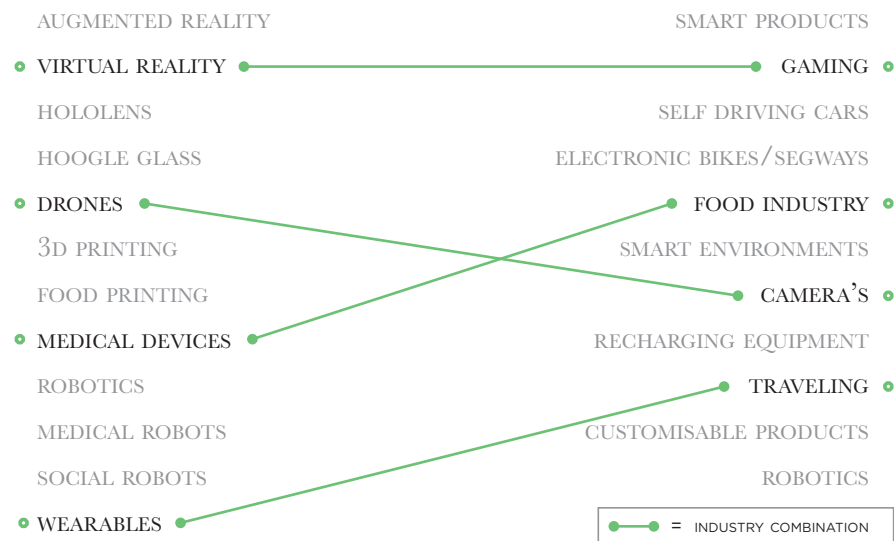 AUGMENTED REALITY SMART PRODUCTS
VIRTUAL REALITY GAMING
HOLOLENS SELF DRIVING CARS
HOOGLE GLASS ELECTRONIC BIKES/SEGWAYS
DRONES FOOD INDUSTRY
3D PRINTING SMART ENVIRONMENTS
FOOD PRINTING CAMERA'S
MEDICAL DEVICES RECHARGING EQUIPMENT
ROBOTICS TRAVELING
MEDICAL ROBOTS CUSTOMISABLE PRODUCTS
SOCIAL ROBOTS ROBOTICS
WEARABLES = INDUSTRY COMBINATION